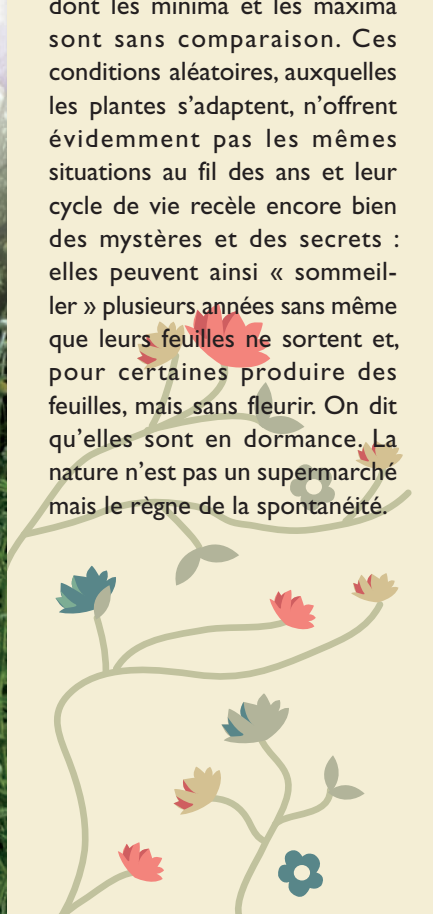 dont les minima et les maxima
sont sans comparaison. Ces
conditions aléatoires, auxquelles
les plantes s’adaptent, n’offrent
évidemment pas les mêmes
situations au fil des ans et leur
cycle de vie recèle encore bien
des mystères et des secrets :
elles peuvent ainsi « sommeil-
ler » plusieurs années sans même
que leurs feuilles ne sortent et,
pour certaines produire des
feuilles, mais sans fleurir. On dit
qu’elles sont en dormance. La
nature n’est pas un supermarché
mais le règne de la spontanéité.